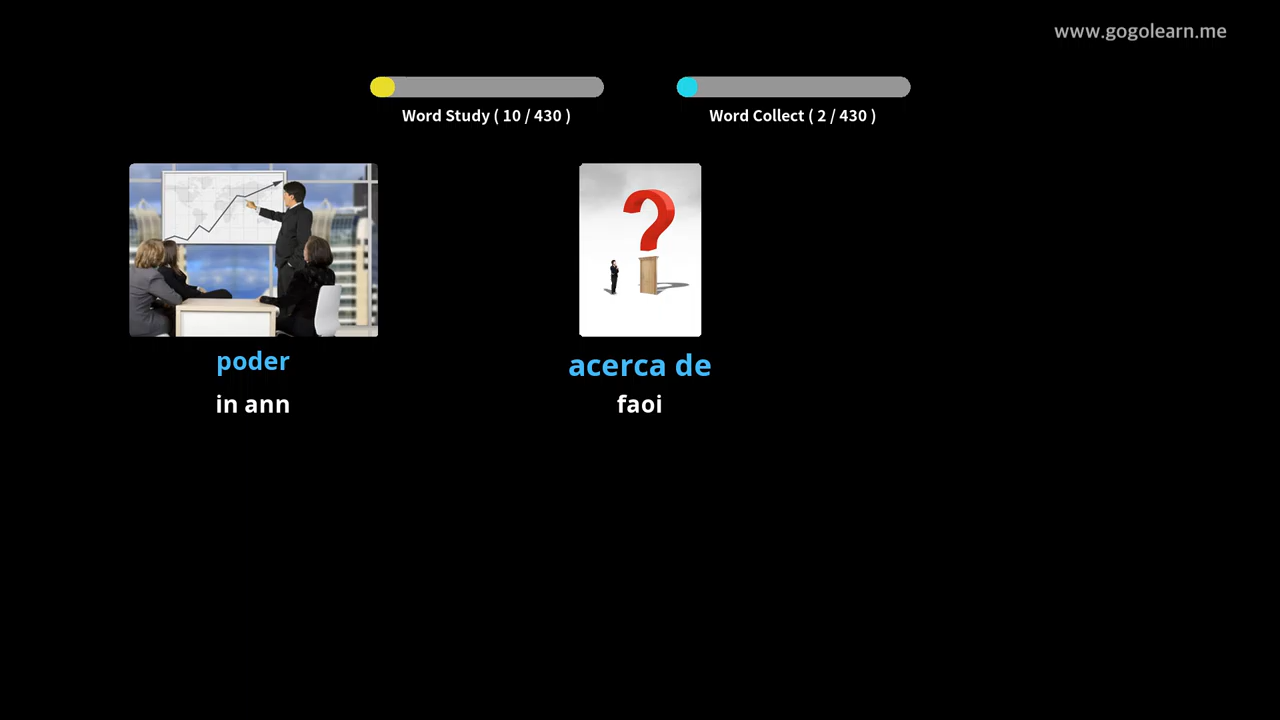 www.gogolearn.me
Word Study ( 10 / 430 )
Word Collect ( 2 / 430 )
poder
in ann
acerca de
faoi